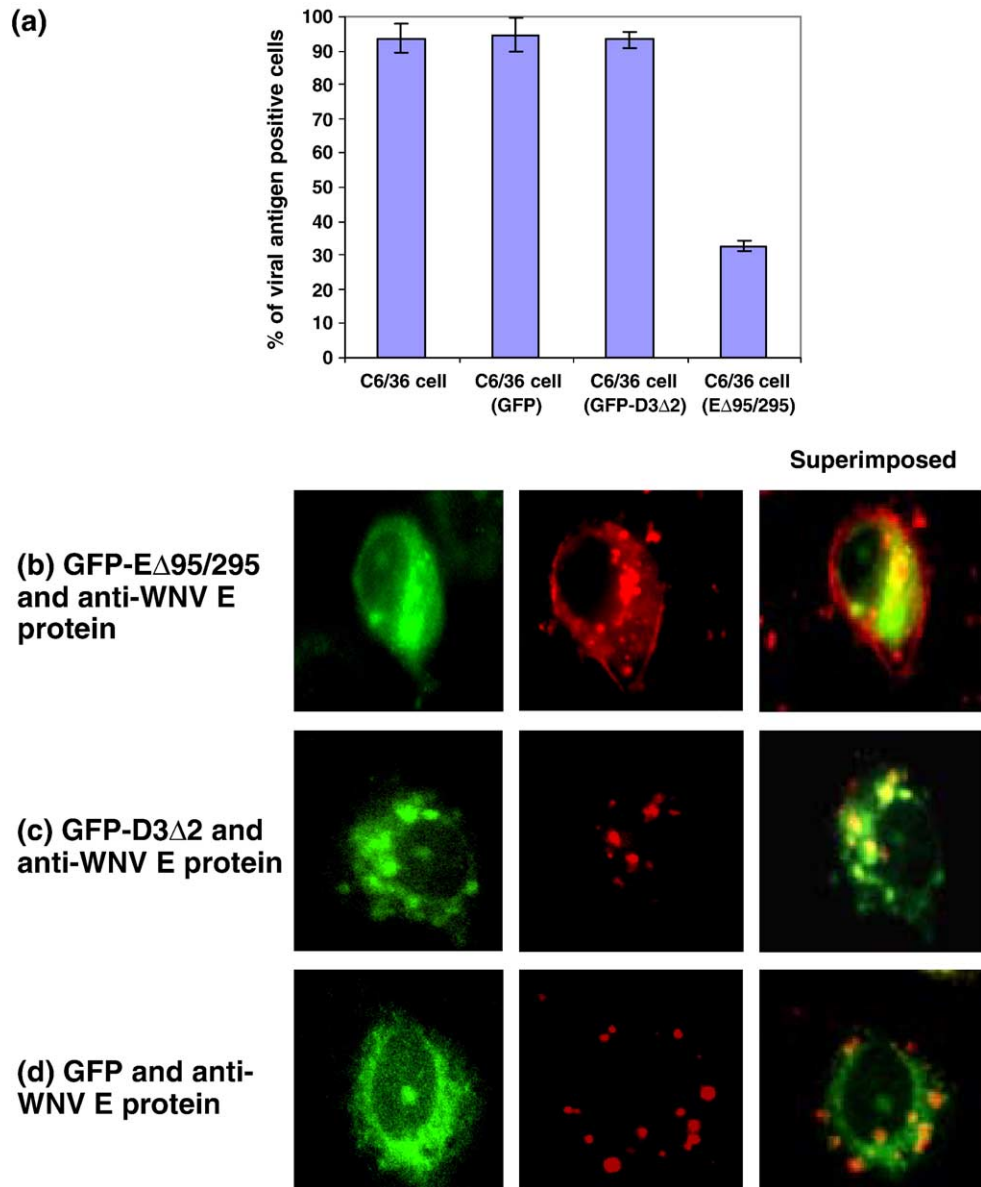 (a)
% of viral antigen positive cells
100
90
80
70
60
50
40
30
20
10
0
C6/36 cell
C6/36 cell
(GFP)
C6/36 cell
(GFP-D3Δ2)
C6/36 cell
(EΔ95/295)
Superimposed
(b) GFP-EΔ95/295
and anti-WNV E
protein
(c) GFP-D3Δ2 and
anti-WNV E protein
(d) GFP and anti-
WNV E protein